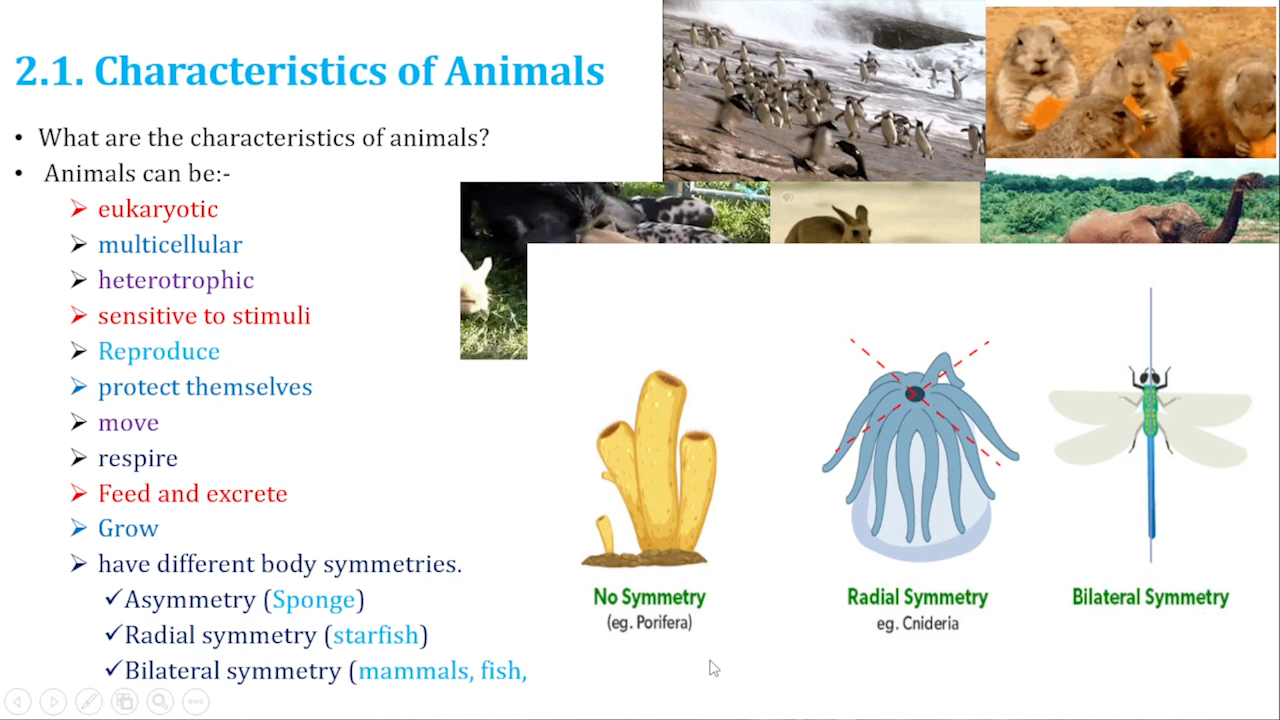 2.1. Characteristics of Animals
• What are the characteristics of animals?
• Animals can be:-
➢ eukaryotic
➢ multicellular
➢ heterotrophic
➢ sensitive to stimuli
➢ Reproduce
➢ protect themselves
➢ move
➢ respire
➢ Feed and excrete
➢ Grow
➢ have different body symmetries.
✓Asymmetry (Sponge)
✓Radial symmetry (starfish)
✓Bilateral symmetry (mammals, fish,
No Symmetry
(eg. Porifera)
Radial Symmetry
eg. Cnideria
Bilateral Symmetry